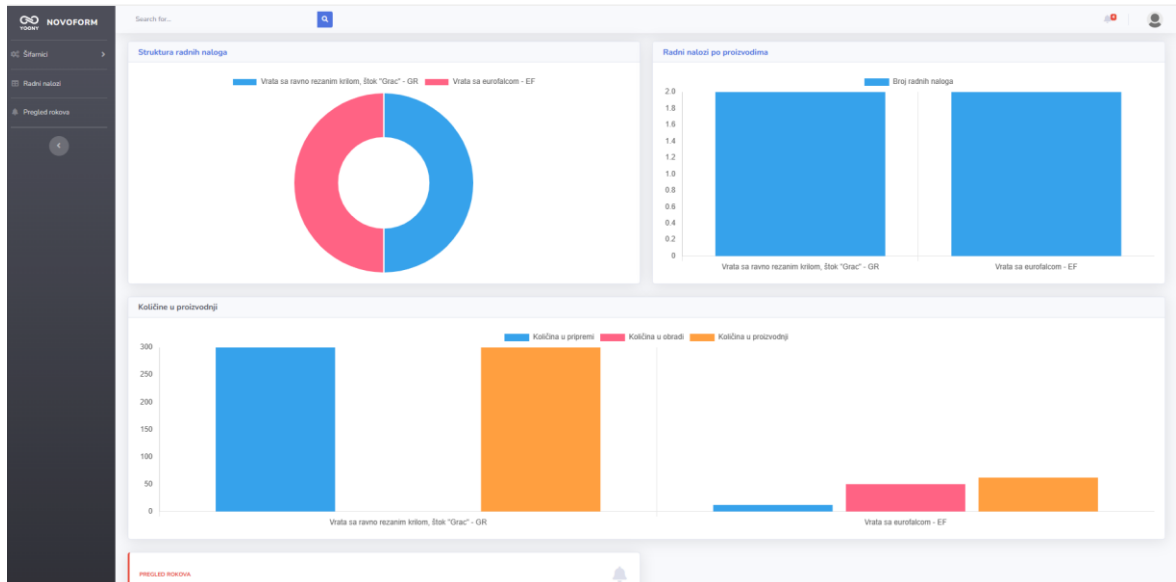 YOONY
NOVOFORM
Search for...
Šifarnici
Radni nalozi
Pregled rokova
Struktura radnih naloga
Vrata sa ravno rezanim krilom, štok "Grac" - GR
Vrata sa eurofalcom - EF
Radni nalozi po proizvodima
Broj radnih naloga
2.0
1.8
1.6
1.4
1.2
1.0
0.8
0.6
0.4
0.2
0
Vrata sa ravno rezanim krilom, štok "Grac" - GR
Vrata sa eurofalcom - EF
Količine u proizvodnji
Količina u pripremi
Količina u obradi
Količina u proizvodnji
300
250
200
150
100
50
0
Vrata sa ravno rezanim krilom, štok "Grac" - GR
Vrata sa eurofalcom - EF
PREGLED ROKOVA